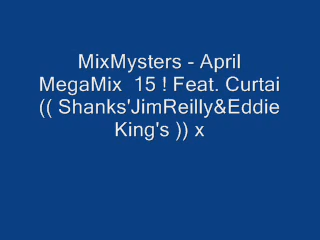 MixMysters - April
MegaMix  15 ! Feat. Curtai
(( Shanks'JimReilly&Eddie
King's )) x